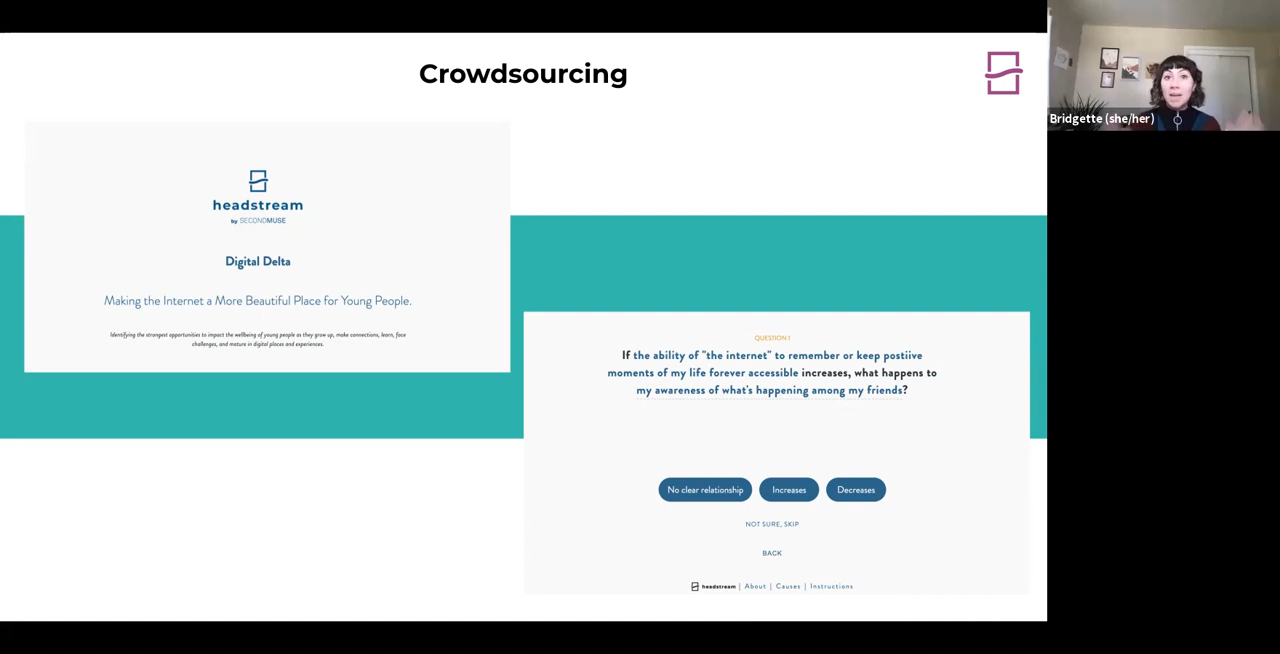 Crowdsourcing
Bridgette (she/her)
headstream
by SECONDMUSE
Digital Delta
Making the Internet a More Beautiful Place for Young People.
Identifying the strongest opportunities to impact the wellbeing of young people as they grow up, make connections, learn, face
challenges, and mature in digital places and experiences.
QUESTION 1
If the ability of "the internet" to remember or keep postiive
moments of my life forever accessible increases, what happens to
my awareness of what's happening among my friends?
No clear relationship Increases Decreases
NOT SURE, SKIP
BACK
headstream | About | Causes | Instructions